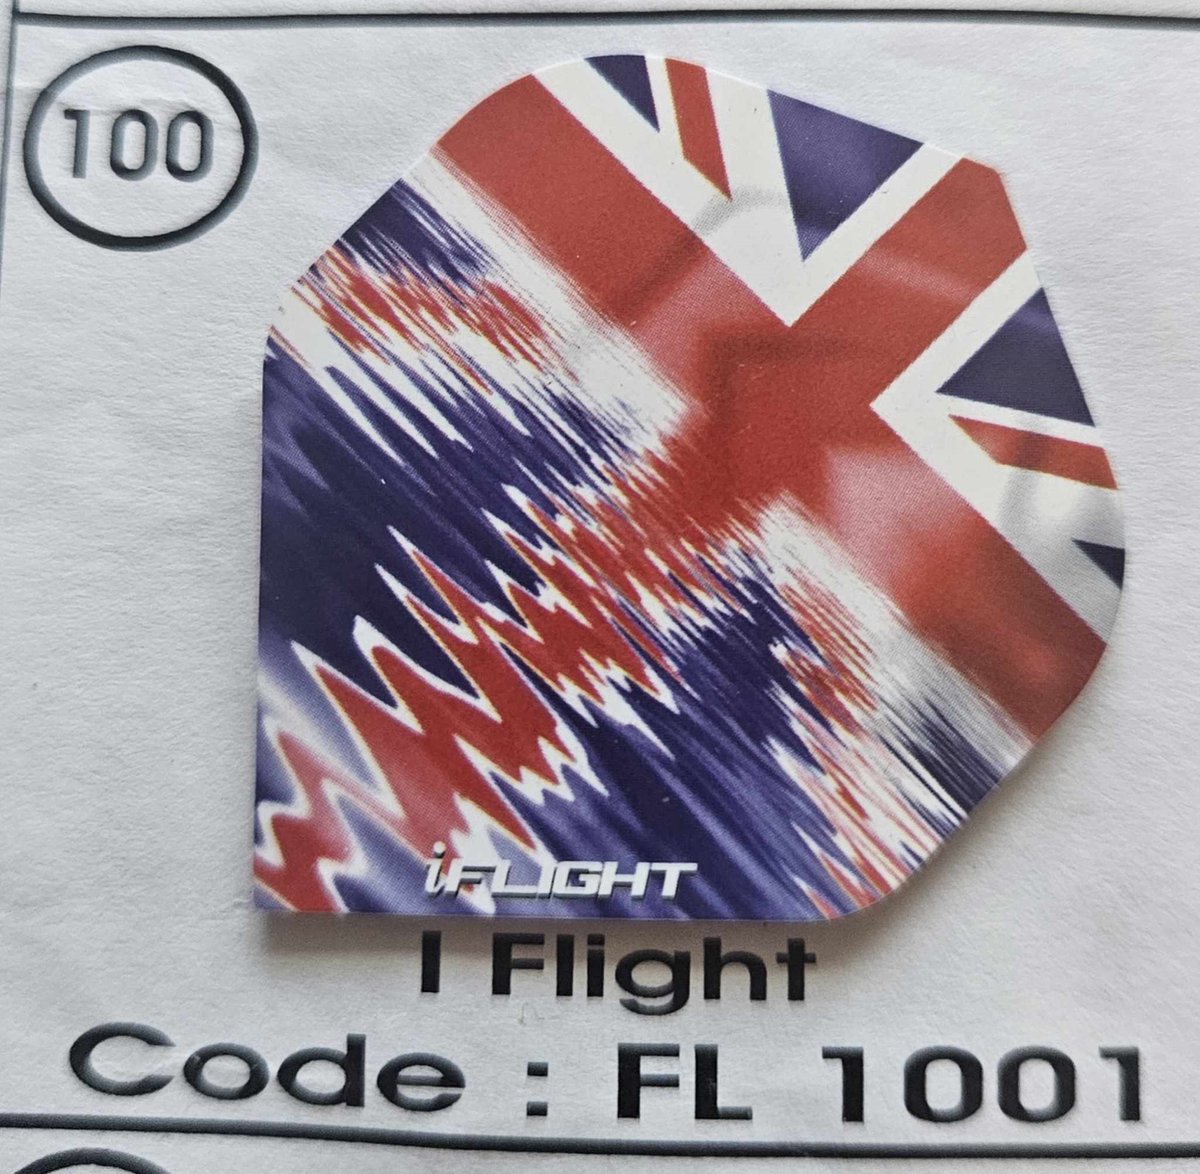 100
iFLIGHT
I Flight
Code : FL 1001